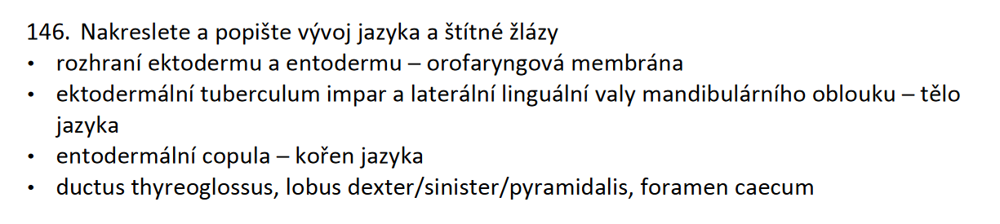 146. Nakreslete a popište vývoj jazyka a štítné žlázy
• rozhraní ektodermu a entodermu – orofaryngová membrána
• ektodermální tuberculum impar a laterální linguální valy mandibulárního oblouku – tělo
jazyka
• entodermální copula – kořen jazyka
• ductus thyreoglossus, lobus dexter/sinister/pyramidalis, foramen caecum